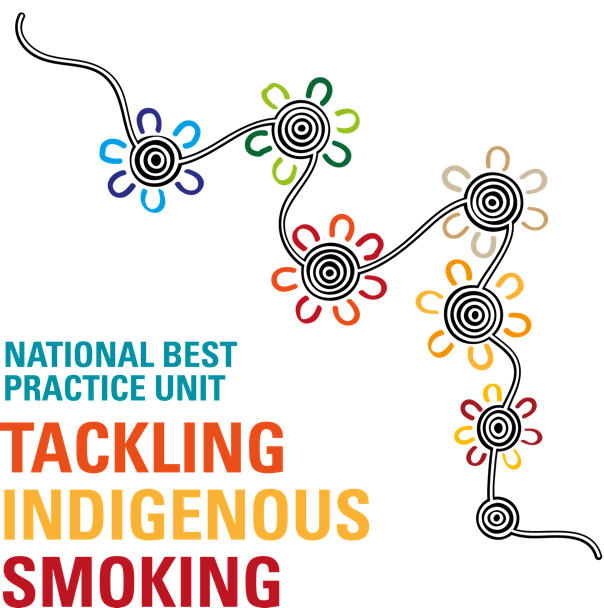 NATIONAL BEST
PRACTICE UNIT
TACKLING
INDIGENOUS
SMOKING